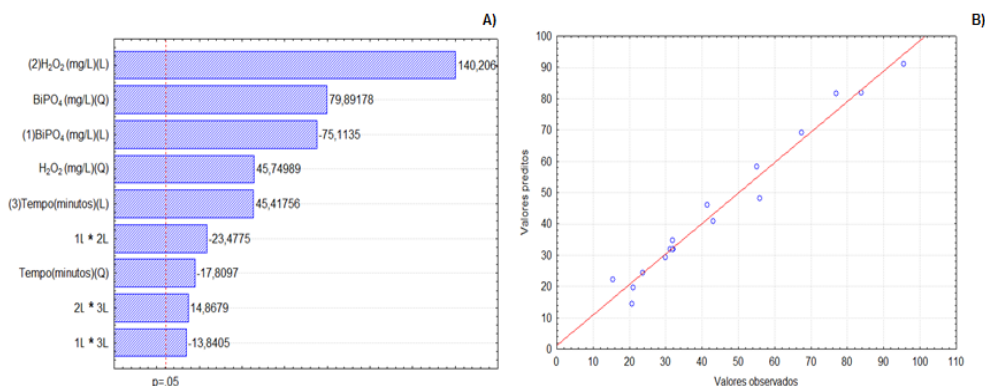 A)
(2)H₂O₂ (mg/L)(L)
140,206
BiPO₄ (mg/L)(Q)
79,89178
(1)BiPO₄ (mg/L)(L)
-75,1135
H₂O₂ (mg/L)(Q)
45,74989
(3)Tempo(minutos)(L)
45,41756
1L * 2L
-23,4775
Tempo(minutos)(Q)
-17,8097
2L * 3L
14,8679
1L * 3L
-13,8405
p=,05
B)
Valores preditos
100
90
80
70
60
50
40
30
20
10
0
0 10 20 30 40 50 60 70 80 90 100 110
Valores observados